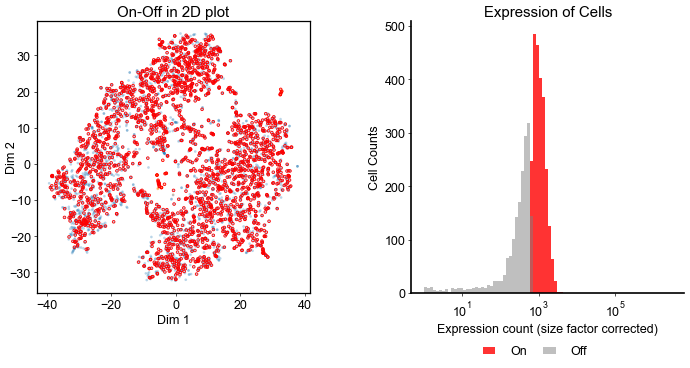 On-Off in 2D plot
Dim 2
30
20
10
0
−10
−20
−30
−40
−20
0
20
40
Dim 1
Expression of Cells
Cell Counts
500
400
300
200
100
0
10^1
10^3
10^5
Expression count (size factor corrected)
On
Off